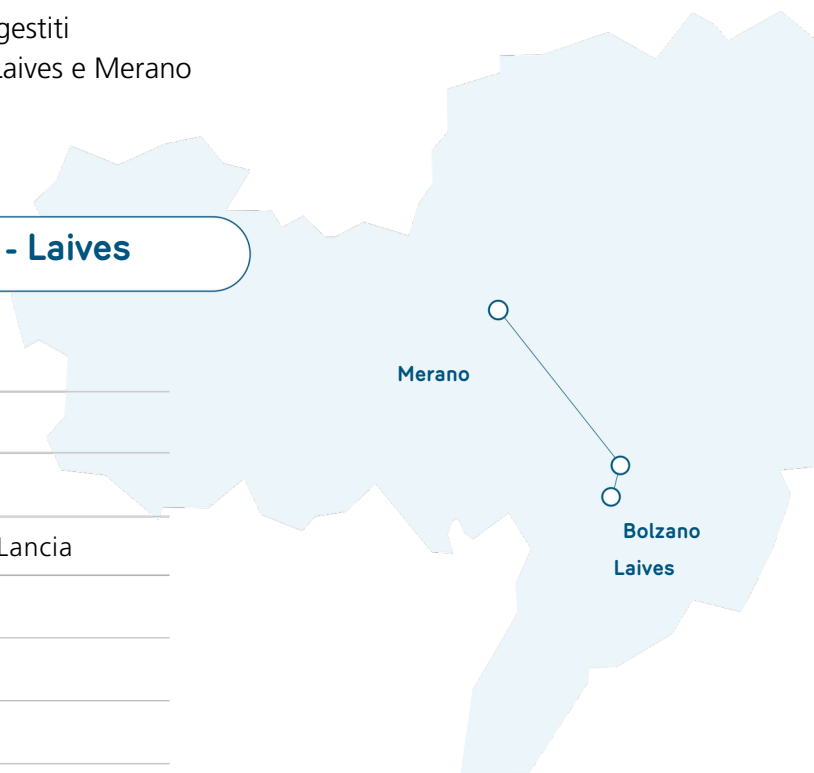 gestiti
Laives e Merano
- Laives
Merano
Lancia
Bolzano
Laives